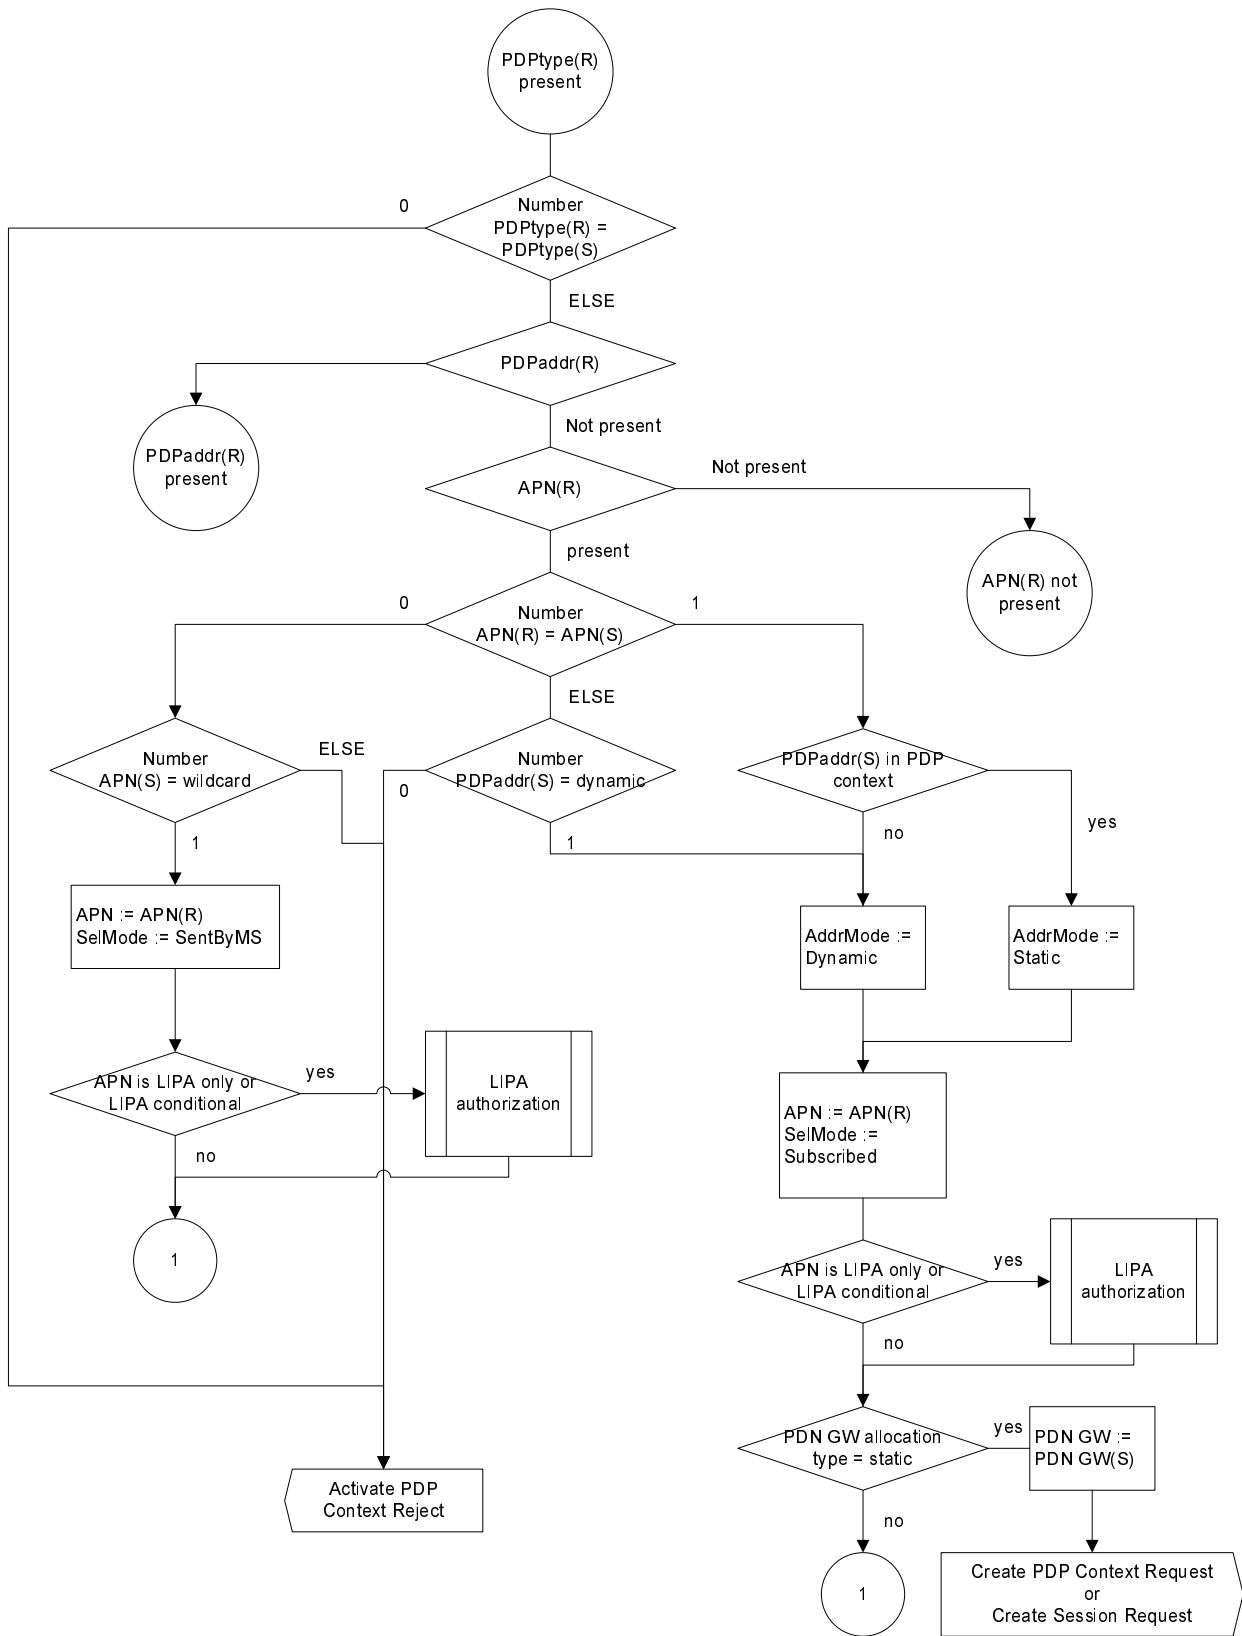 PDPtype(R)
present
0
Number
PDPtype(R) =
PDPtype(S)
ELSE
PDPaddr(R)
Not present
PDPaddr(R)
present
Not present
APN(R)
present
APN(R) not
present
0
Number
APN(R) = APN(S)
1
ELSE
Number
APN(S) = wildcard
ELSE
Number
PDPaddr(S) = dynamic
0
PDPaddr(S) in PDP
context
1
1
no
yes
APN := APN(R)
SelMode := SentByMS
AddrMode :=
Dynamic
AddrMode :=
Static
APN is LIPA only or
LIPA conditional
yes
LIPA
authorization
no
APN := APN(R)
SelMode :=
Subscribed
1
APN is LIPA only or
LIPA conditional
yes
LIPA
authorization
no
PDN GW allocation
type = static
yes
PDN GW :=
PDN GW(S)
Activate PDP
Context Reject
no
1
Create PDP Context Request
or
Create Session Request